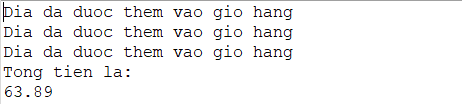 Dia da duoc them vao gio hang
Dia da duoc them vao gio hang
Dia da duoc them vao gio hang
Tong tien la:
63.89